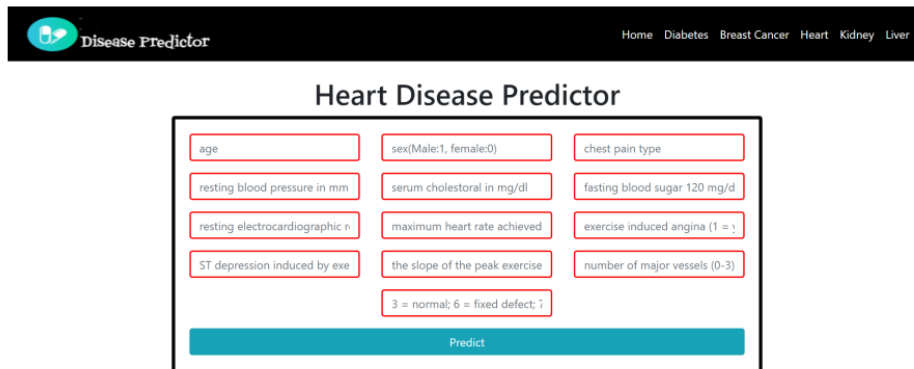 Disease Predictor
Home Diabetes Breast Cancer Heart Kidney Liver
Heart Disease Predictor
age sex(Male:1, female:0) chest pain type
resting blood pressure in mm serum cholestoral in mg/dl fasting blood sugar 120 mg/d
resting electrocardiographic maximum heart rate achieved exercise induced angina (1 =
ST depression induced by exe the slope of the peak exercise number of major vessels (0-3)
3 = normal; 6 = fixed defect; 7
Predict